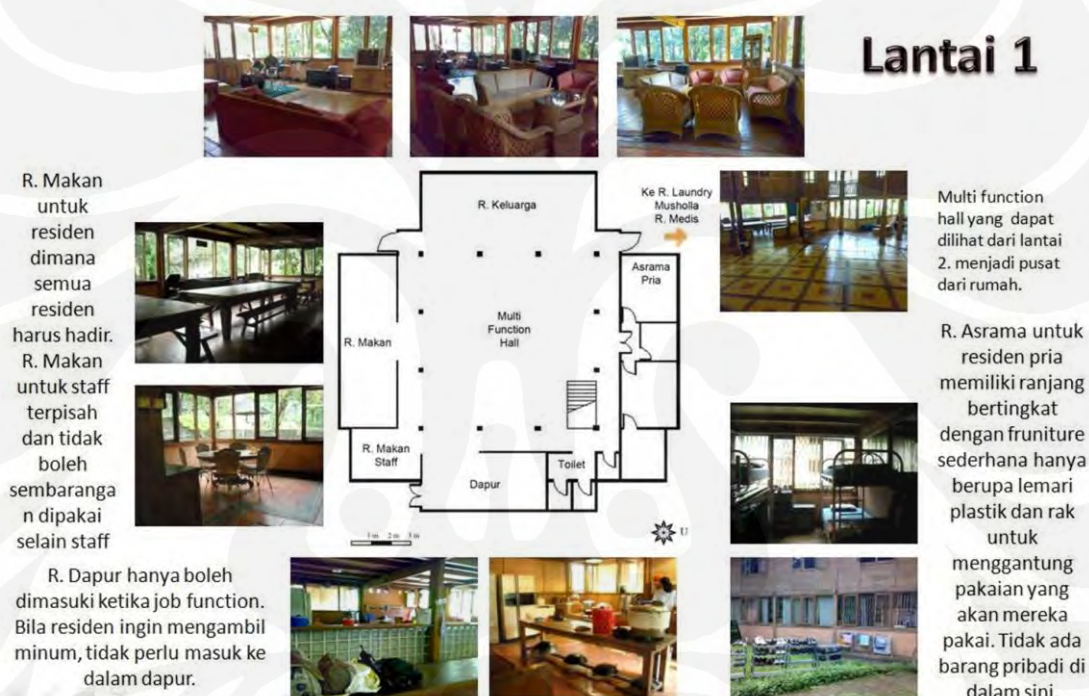 Lantai 1
R. Makan
untuk
residen
dimana
semua
residen
harus hadir.
R. Makan
untuk staff
terpisah
dan tidak
boleh
sembaranga
n dipakai
selain staff
R. Keluarga
Ke R. Laundry
Musholla
R. Medis
Asrama
Pria
Multi
Function
Hall
R. Makan
R. Makan
Staff
Toilet
Dapur
1 m 2 m 3 m
U
Multi function
hall yang dapat
dilihat dari lantai
2. menjadi pusat
dari rumah.
R. Asrama untuk
residen pria
memiliki ranjang
bertingkat
dengan fruniture
sederhana hanya
berupa lemari
plastik dan rak
untuk
menggantung
pakaian yang
akan mereka
pakai. Tidak ada
barang pribadi di
dalam sini
R. Dapur hanya boleh
dimasuki ketika job function.
Bila residen ingin mengambil
minum, tidak perlu masuk ke
dalam dapur.